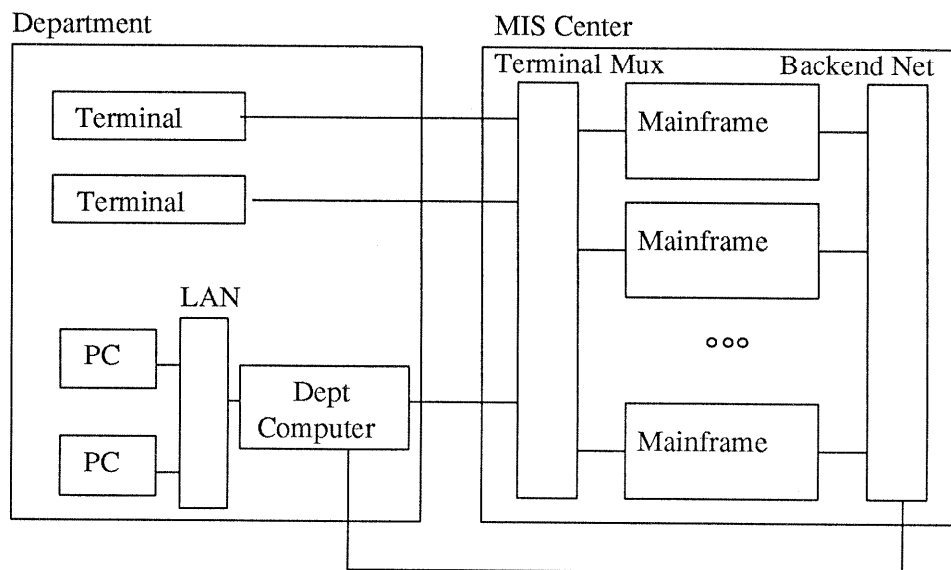 Department
MIS Center
Terminal Mux
Backend Net
Terminal
Mainframe
Terminal
Mainframe
LAN
PC
Dept
Computer
Mainframe
PC